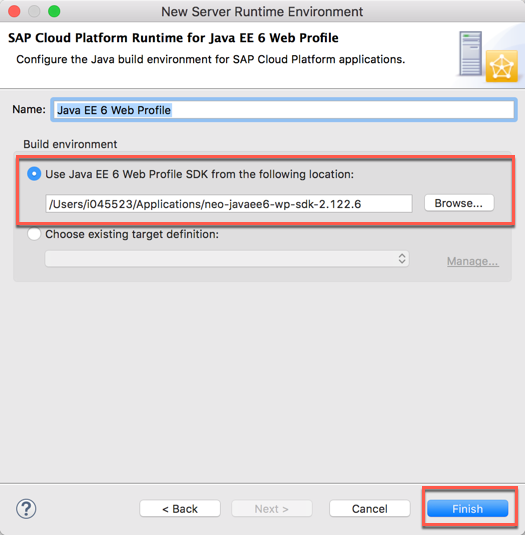 New Server Runtime Environment
SAP Cloud Platform Runtime for Java EE 6 Web Profile
Configure the Java build environment for SAP Cloud Platform applications.
Name: Java EE 6 Web Profile
Build environment
Use Java EE 6 Web Profile SDK from the following location:
/Users/i045523/Applications/neo-javaee6-wp-sdk-2.122.6 Browse...
Choose existing target definition:
Manage...
? < Back Next > Cancel Finish